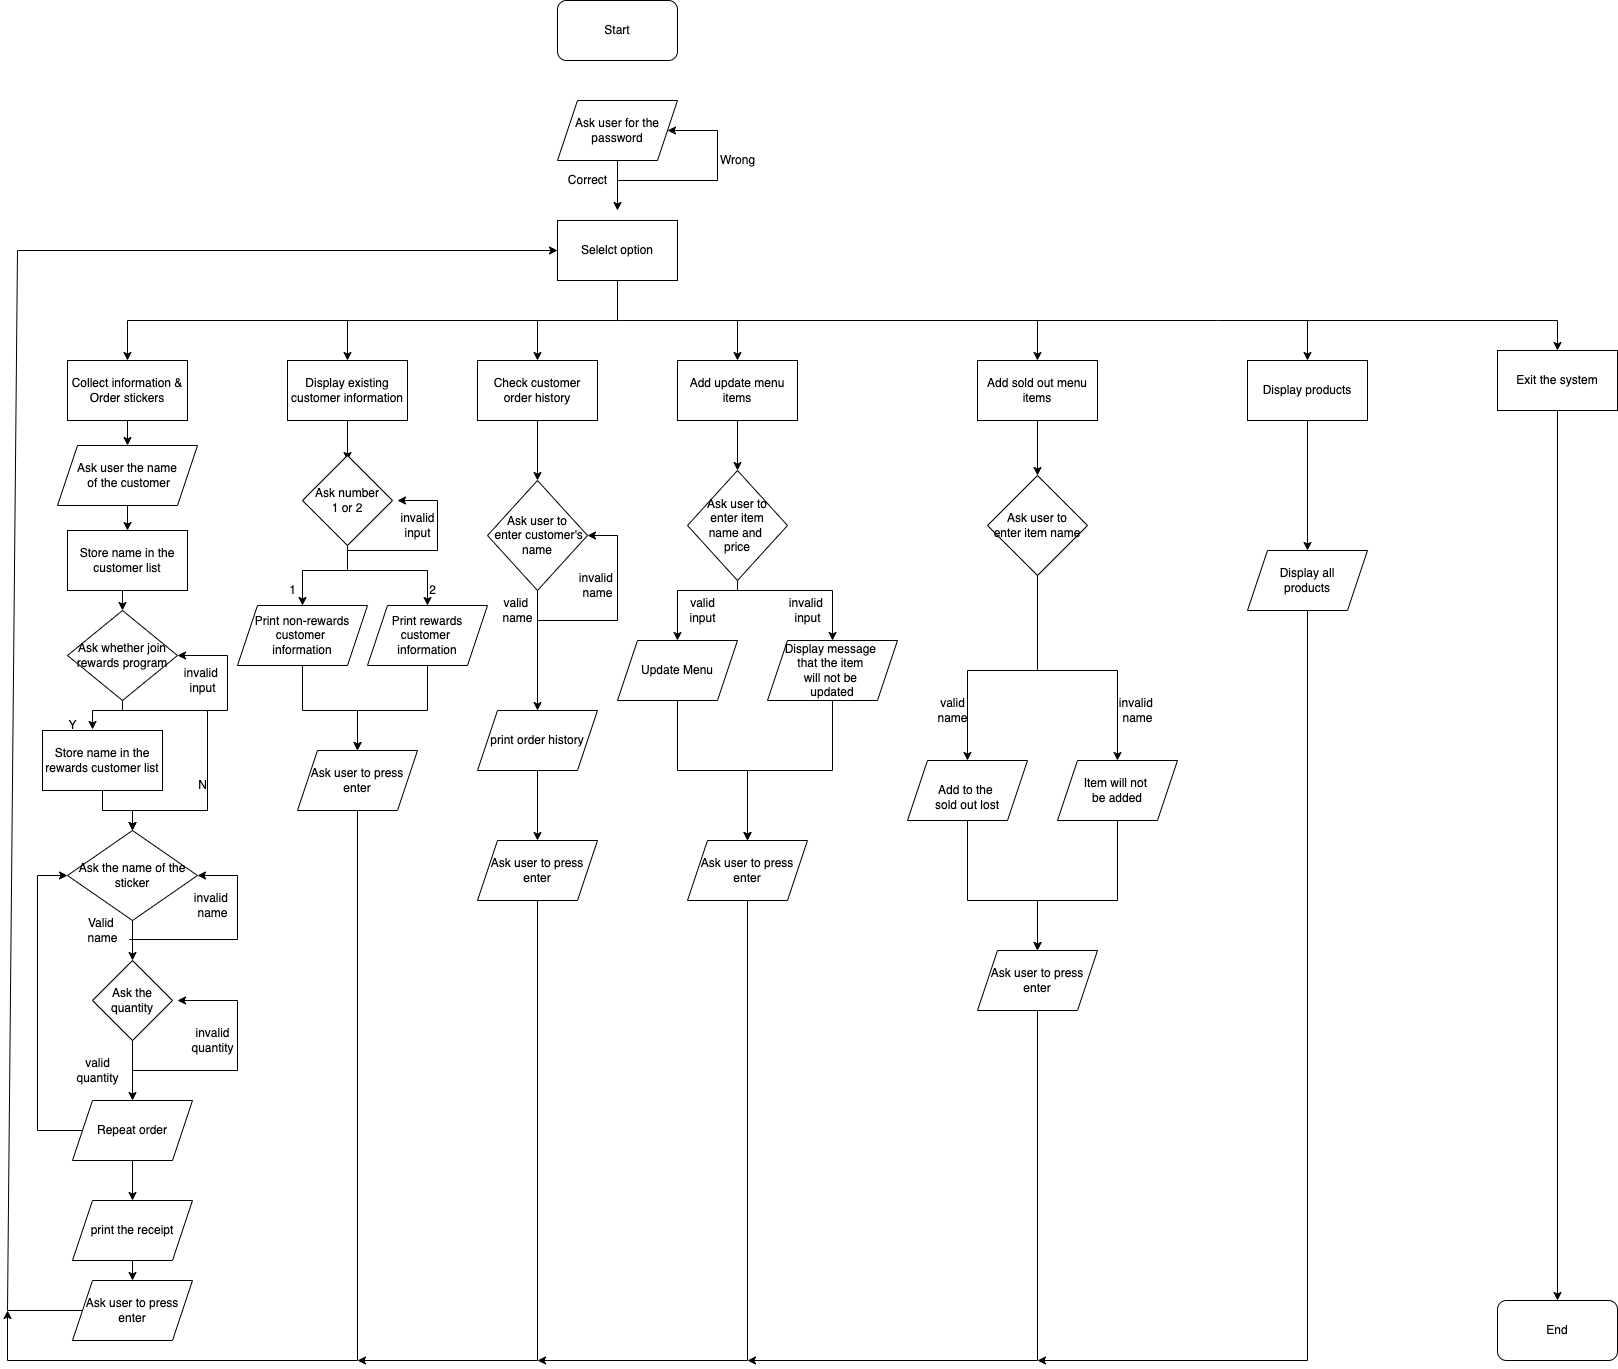 Start
Ask user for the
password
Wrong
Correct
Selelct option
Collect information &
Order stickers
Ask user the name
of the customer
Store name in the
customer list
Ask whether join
rewards program
invalid
input
Y
Store name in the
rewards customer list
N
Ask the name of the
sticker
invalid
name
Valid
name
Ask the
quantity
invalid
quantity
valid
quantity
Repeat order
print the receipt
Ask user to press
enter
Display existing
customer information
Ask number
1 or 2
invalid
input
1
2
Print non-rewards
customer
information
Print rewards
customer
information
Ask user to press
enter
Check customer
order history
Ask user to
enter customer's
name
invalid
name
valid
name
print order history
Ask user to press
enter
Add update menu
items
Ask user to
enter item
name and
price
valid
input
invalid
input
Update Menu
Display message
that the item
will not be
updated
Ask user to press
enter
Add sold out menu
items
Ask user to
enter item name
valid
name
invalid
name
Add to the
sold out lost
Item will not
be added
Ask user to press
enter
Display products
Display all
products
Exit the system
End